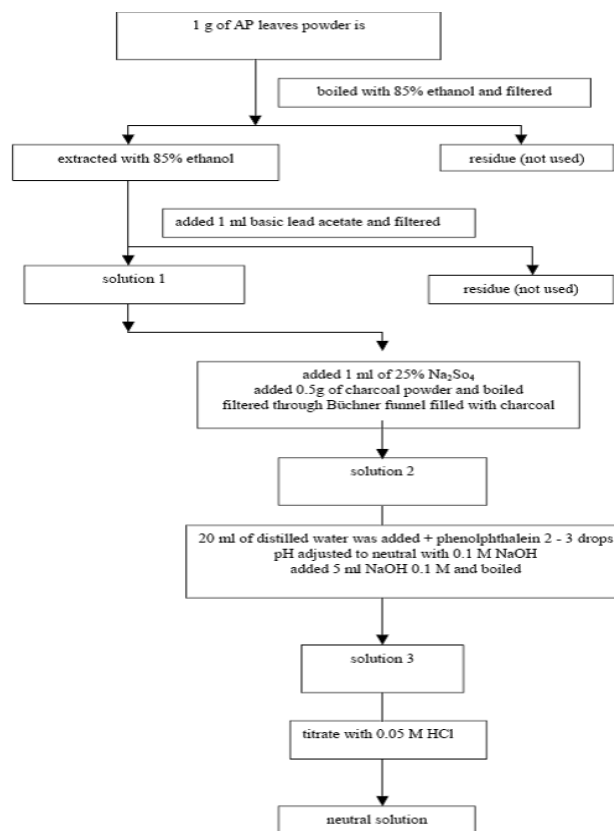 1 g of AP leaves powder is
boiled with 85% ethanol and filtered
extracted with 85% ethanol
residue (not used)
added 1 ml basic lead acetate and filtered
solution 1
residue (not used)
added 1 ml of 25% Na₂So₄
added 0.5g of charcoal powder and boiled
filtered through Büchner funnel filled with charcoal
solution 2
20 ml of distilled water was added + phenolphthalein 2 - 3 drops
pH adjusted to neutral with 0.1 M NaOH
added 5 ml NaOH 0.1 M and boiled
solution 3
titrate with 0.05 M HCl
neutral solution